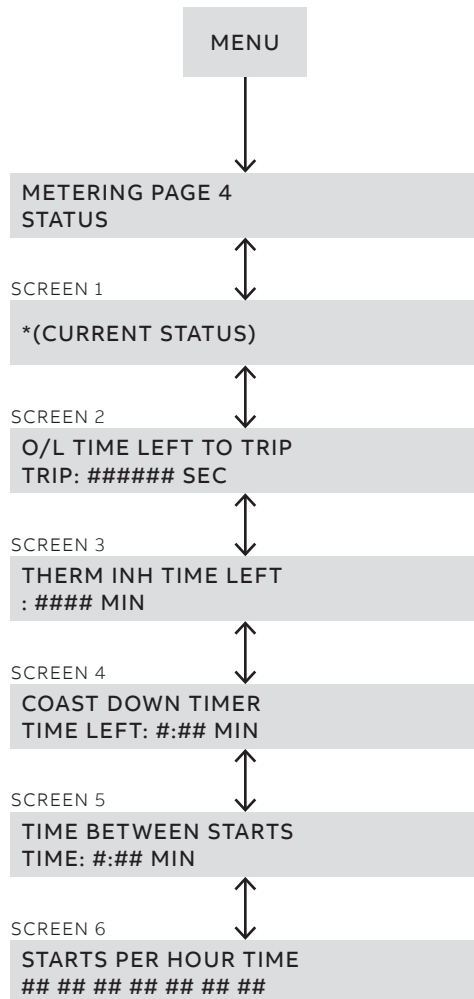 MENU
METERING PAGE 4
STATUS
SCREEN 1
*(CURRENT STATUS)
SCREEN 2
O/L TIME LEFT TO TRIP
TRIP: ###### SEC
SCREEN 3
THERM INH TIME LEFT
: #### MIN
SCREEN 4
COAST DOWN TIMER
TIME LEFT: #:## MIN
SCREEN 5
TIME BETWEEN STARTS
TIME: #:## MIN
SCREEN 6
STARTS PER HOUR TIME
## ## ## ## ## ## ##